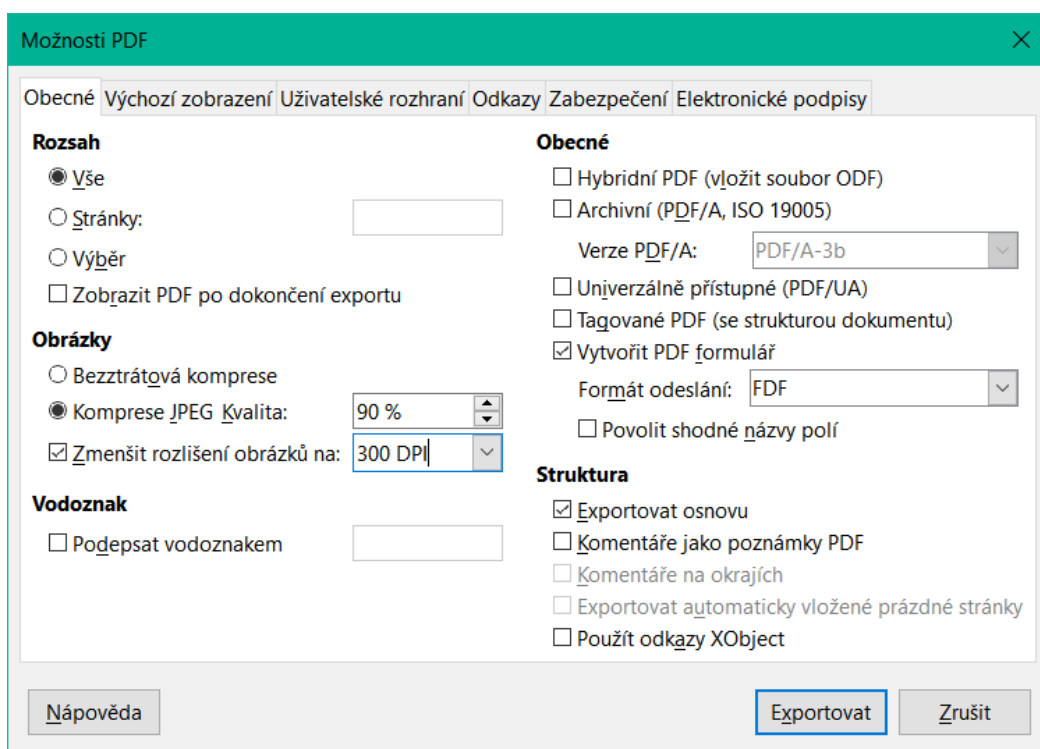 Možnosti PDF
Obecné Výchozí zobrazení Uživatelské rozhraní Odkazy Zabezpečení Elektronické podpisy
Rozsah
Vše
Stránky:
Výběr
Zobrazit PDF po dokončení exportu
Obrázky
Bezztrátová komprese
Komprese JPEG Kvalita: 90 %
Zmenšit rozlišení obrázků na: 300 DPI
Vodoznak
Podepsat vodoznakem
Obecné
Hybridní PDF (vložit soubor ODF)
Archivní (PDF/A, ISO 19005)
Verze PDF/A: PDF/A-3b
Univerzálně přístupné (PDF/UA)
Tagované PDF (se strukturou dokumentu)
Vytvořit PDF formulář
Formát odeslání: FDF
Povolit shodné názvy polí
Struktura
Exportovat osnovu
Komentáře jako poznámky PDF
Komentáře na okrajích
Exportovat automaticky vložené prázdné stránky
Použít odkazy XObject
Nápověda
Exportovat
Zrušit